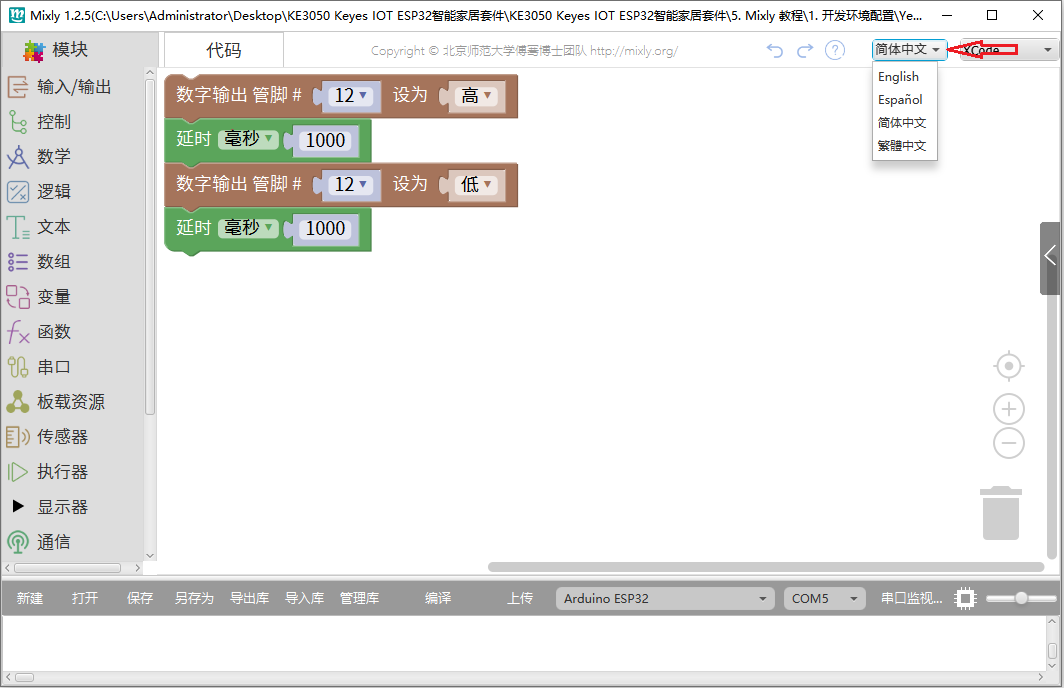 Mixly 1.2.5(C:\Users\Administrator\Desktop\KE3050 Keyes IOT ESP32智能家居套件\KE3050 Keyes IOT ESP32智能家居套件\5. Mixly 教程\1. 开发环境配置\Ye...
模块
代码
Copyright © 北京师范大学傅骞博士团队 http://mixly.org/
简体中文
XCode
English
Español
简体中文
繁體中文
输入/输出
控制
数学
逻辑
文本
数组
变量
函数
串口
板载资源
传感器
执行器
显示器
通信
数字输出 管脚 # 12 设为 高
延时 毫秒 1000
数字输出 管脚 # 12 设为 低
延时 毫秒 1000
新建 打开 保存 另存为 导出库 导入库 管理库 编译 上传 Arduino ESP32 COM5 串口监视...